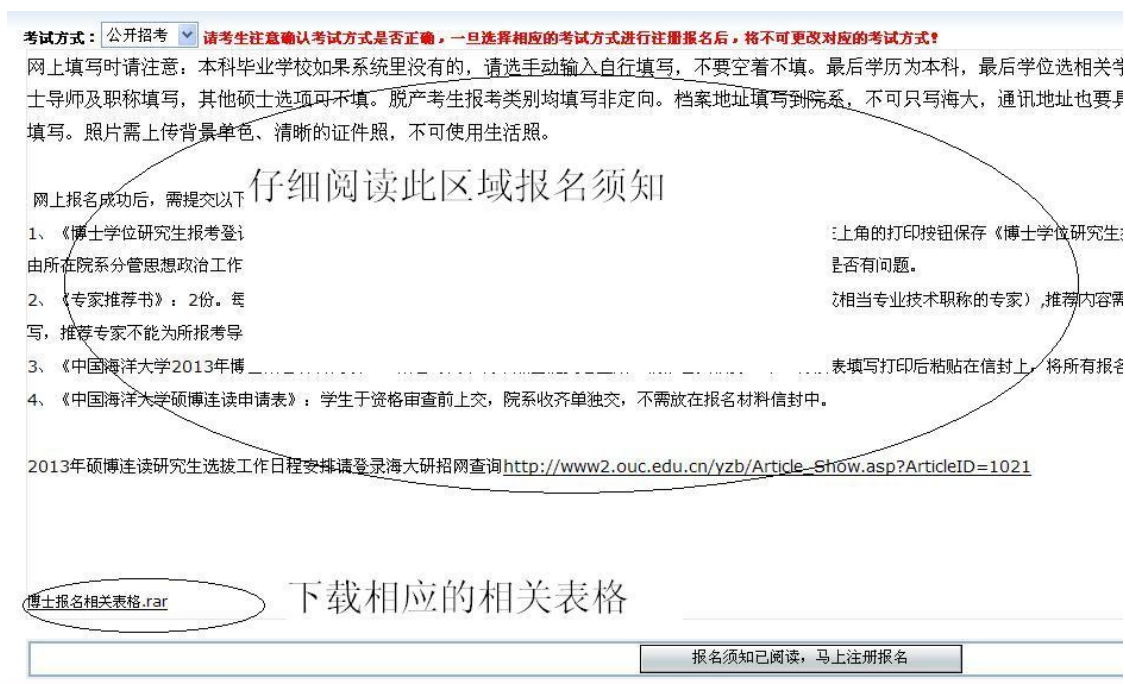 考试方式： 公开招考 请考生注意确认考试方式是否正确，一旦选择相应的考试方式进行注册报名后，将不可更改对应的考试方式！
网上填写时请注意：本科毕业学校如果系统里没有的，请选手动输入自行填写，不要空着不填。最后学历为本科，最后学位选相关学
士导师及职称填写，其他硕士选项可不填。脱产考生报考类别均填写非定向。档案地址填写到院系，不可只写海大，通讯地址也要具
填写。照片需上传背景单色、清晰的证件照，不可使用生活照。
仔细阅读此区域报名须知
网上报名成功后，需提交以下
1、《博士学位研究生报考登记 上角的打印按钮保存《博士学位研究生
由所在院系分管思想政治工作 是否有问题。
2、《专家推荐书》：2份。每 相当专业技术职称的专家）,推荐内容需
写，推荐专家不能为所报考导
3、《中国海洋大学2013年博 表填写打印后粘贴在信封上，将所有报名
4、《中国海洋大学硕博连读申请表》：学生于资格审查前上交，院系收齐单独交，不需放在报名材料信封中。
2013年硕博连读研究生选拔工作日程安排请登录海大研招网查询http://www2.ouc.edu.cn/yzb/Article_Show.asp?ArticleID=1021
下载相应的相关表格
博士报名相关表格.rar
报名须知已阅读，马上注册报名